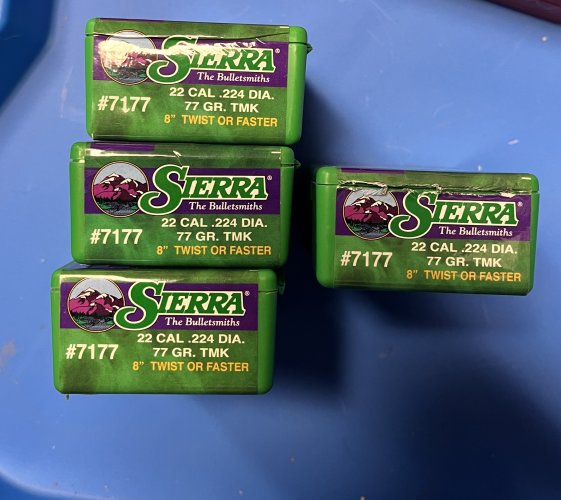 SIERRA®
The Bulletsmiths
#7177
22 CAL .224 DIA.
77 GR. TMK
8" TWIST OR FASTER
SIERRA®
The Bulletsmiths
#7177
22 CAL .224 DIA.
77 GR. TMK
8" TWIST OR FASTER
SIERRA®
The Bulletsmiths
#7177
22 CAL .224 DIA.
77 GR. TMK
8" TWIST OR FASTER
SIERRA®
The Bulletsmiths
#7177
22 CAL .224 DIA.
77 GR. TMK
8" TWIST OR FASTER